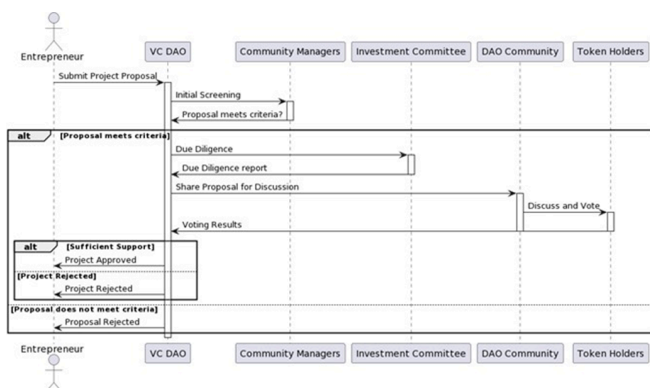 Entrepreneur
VC DAO
Community Managers
Investment Committee
DAO Community
Token Holders
Submit Project Proposal
Initial Screening
Proposal meets criteria?
alt
[Proposal meets criteria]
Due Diligence
Due Diligence report
Share Proposal for Discussion
Discuss and Vote
Voting Results
alt
[Sufficient Support]
Project Approved
[Project Rejected]
Project Rejected
[Proposal does not meet criteria]
Proposal Rejected
Entrepreneur
VC DAO
Community Managers
Investment Committee
DAO Community
Token Holders